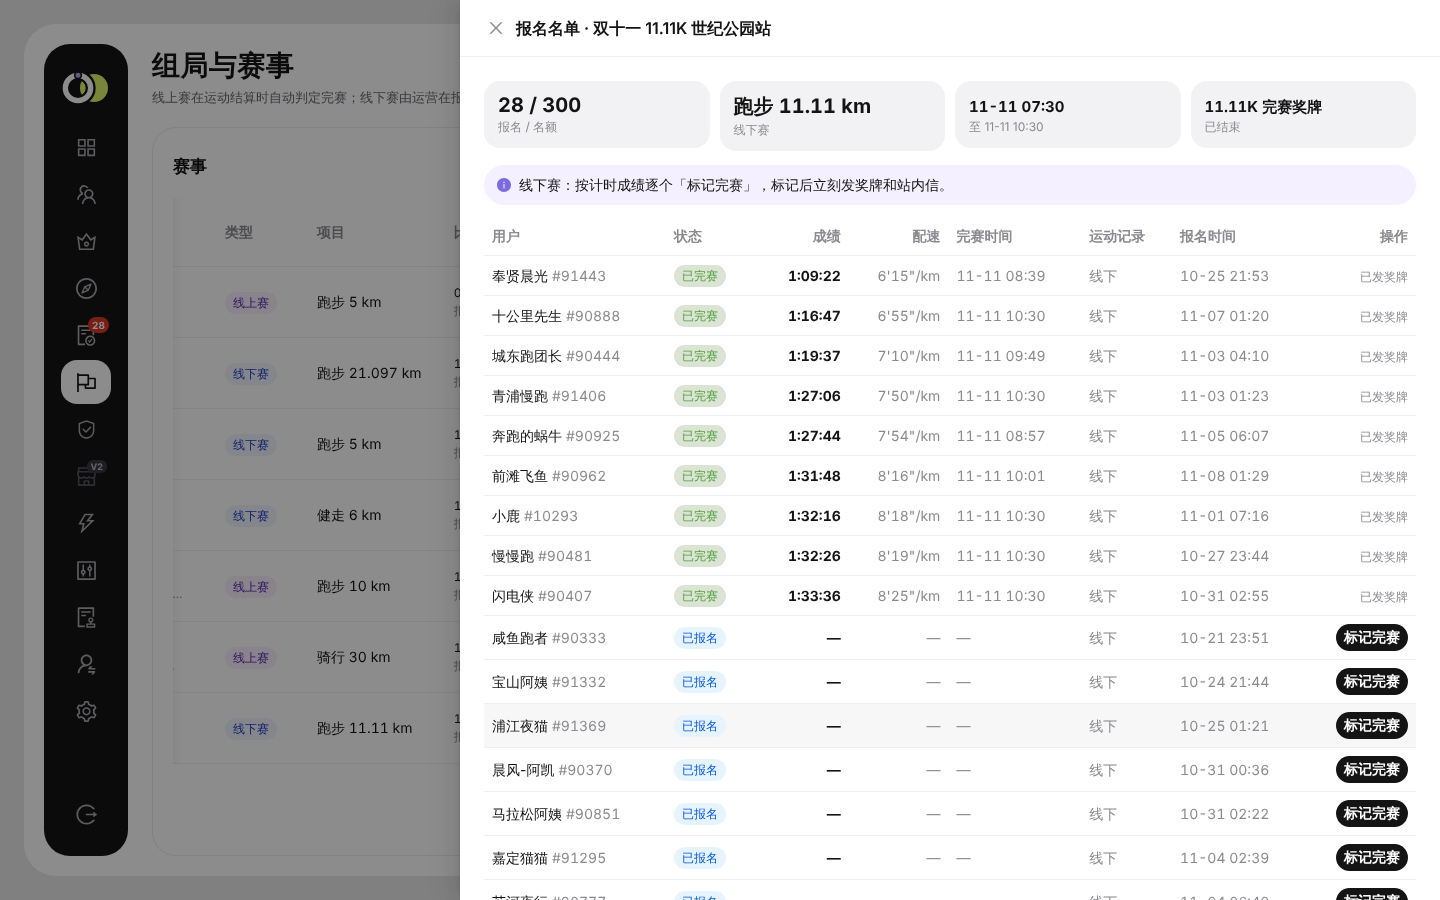 报名名单 · 双十一 11.11K 世纪公园站
组局与赛事
线上赛在运动结算时自动判定完赛；线下赛由运营在
28 / 300
报名 / 名额
跑步 11.11 km
线下赛
11-11 07:30
至 11-11 10:30
11.11K 完赛奖牌
已结束
赛事
线下赛：按计时成绩逐个「标记完赛」，标记后立刻发奖牌和站内信。
类型 项目
线上赛 跑步 5 km
线下赛 跑步 21.097 km
线下赛 跑步 5 km
线下赛 健走 6 km
线上赛 跑步 10 km
线上赛 骑行 30 km
线下赛 跑步 11.11 km
28
V2
用户 状态 成绩 配速 完赛时间 运动记录 报名时间 操作
奉贤晨光 #91443 已完赛 1:09:22 6'15"/km 11-11 08:39 线下 10-25 21:53 已发奖牌
十公里先生 #90888 已完赛 1:16:47 6'55"/km 11-11 10:30 线下 11-07 01:20 已发奖牌
城东跑团长 #90444 已完赛 1:19:37 7'10"/km 11-11 09:49 线下 11-03 04:10 已发奖牌
青浦慢跑 #91406 已完赛 1:27:06 7'50"/km 11-11 10:30 线下 11-03 01:23 已发奖牌
奔跑的蜗牛 #90925 已完赛 1:27:44 7'54"/km 11-11 08:57 线下 11-05 06:07 已发奖牌
前滩飞鱼 #90962 已完赛 1:31:48 8'16"/km 11-11 10:01 线下 11-08 01:29 已发奖牌
小鹿 #10293 已完赛 1:32:16 8'18"/km 11-11 10:30 线下 11-01 07:16 已发奖牌
慢慢跑 #90481 已完赛 1:32:26 8'19"/km 11-11 10:30 线下 10-27 23:44 已发奖牌
闪电侠 #90407 已完赛 1:33:36 8'25"/km 11-11 10:30 线下 10-31 02:55 已发奖牌
咸鱼跑者 #90333 已报名 — — — 线下 10-21 23:51 标记完赛
宝山阿姨 #91332 已报名 — — — 线下 10-24 21:44 标记完赛
浦江夜猫 #91369 已报名 — — — 线下 10-25 01:21 标记完赛
晨风-阿凯 #90370 已报名 — — — 线下 10-31 00:36 标记完赛
马拉松阿姨 #90851 已报名 — — — 线下 10-31 02:22 标记完赛
嘉定猫猫 #91295 已报名 — — — 线下 11-04 02:39 标记完赛